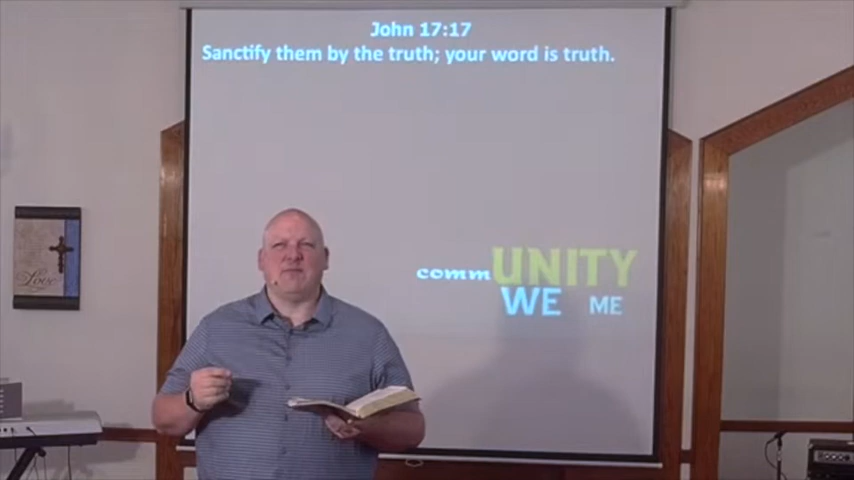 John 17:17
Sanctify them by the truth; your word is truth.
commUNITY
WE ME
Love